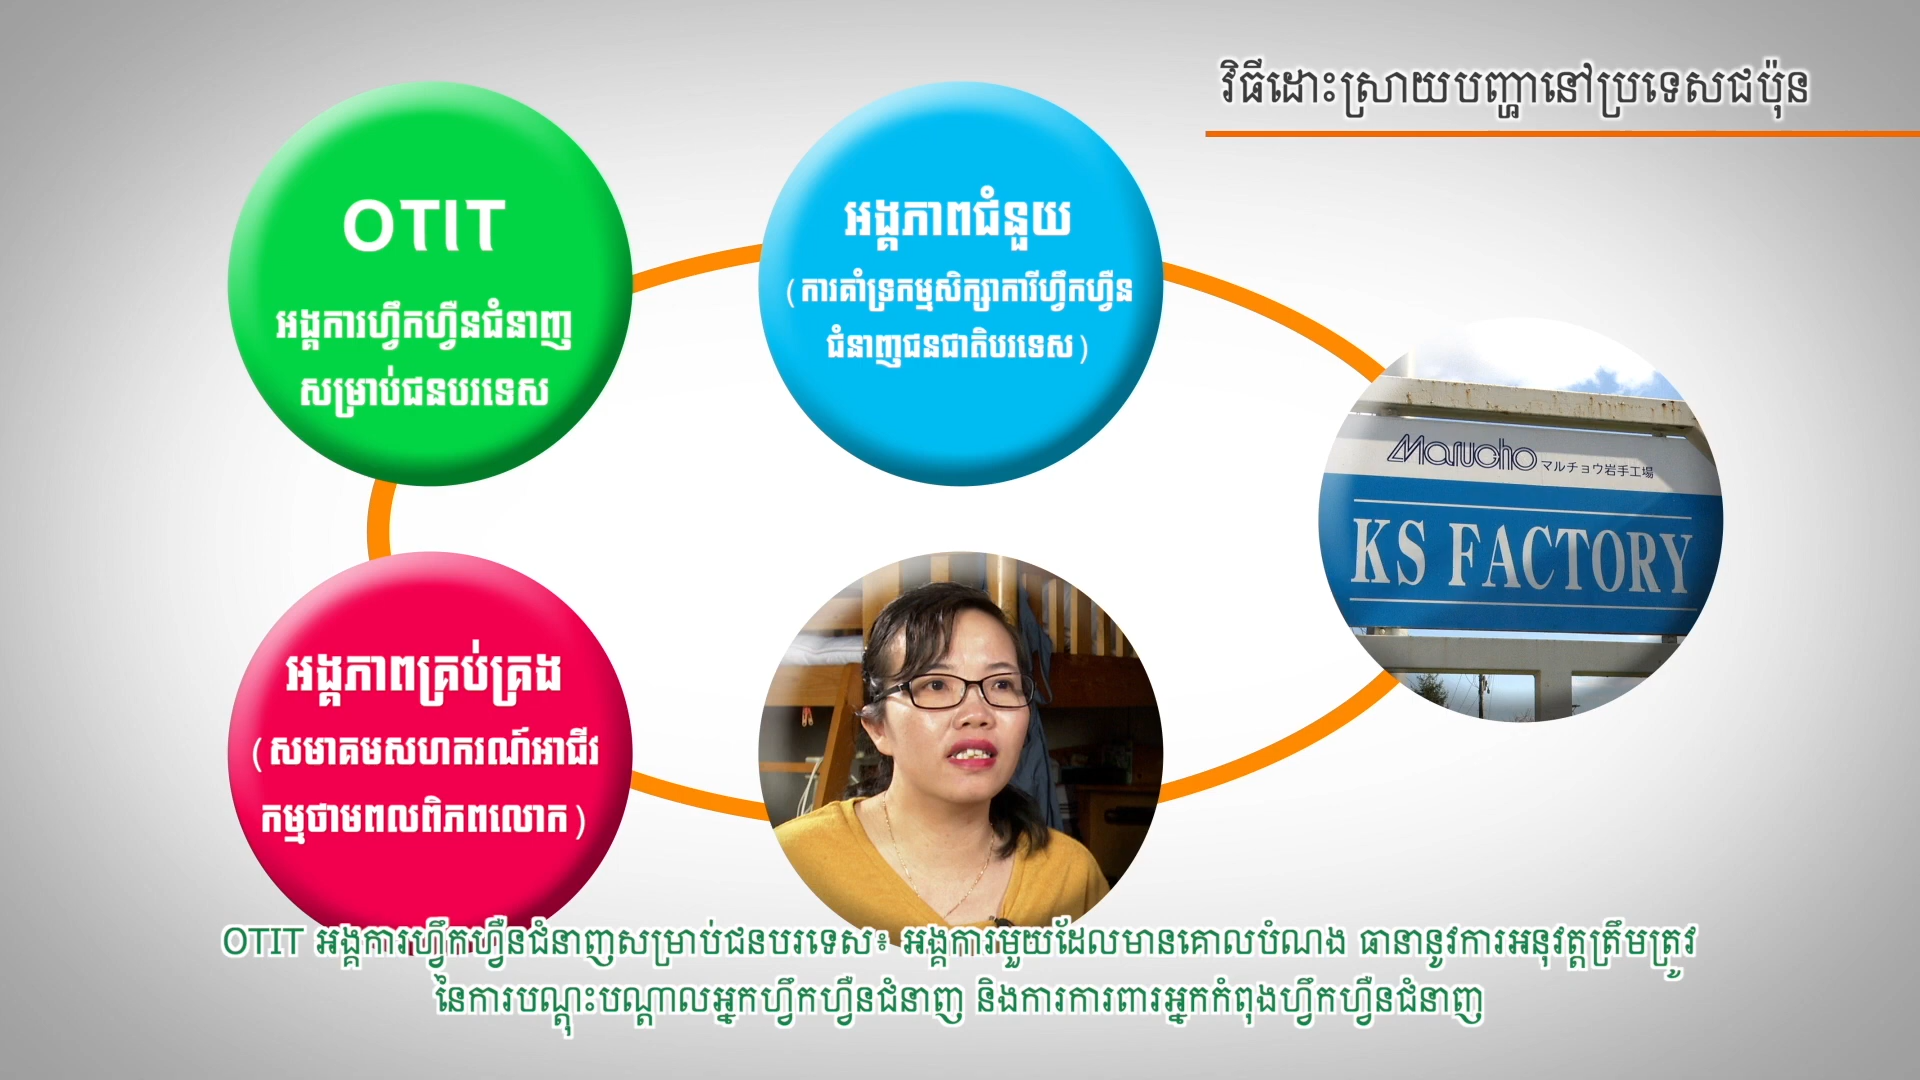 វិធីដោះស្រាយបញ្ហានៅប្រទេសជប៉ុន
OTIT
អង្គការហ្វឹកហ្វឺនជំនាញ
សម្រាប់ជនបរទេស
អង្គភាពជំនួយ
(ការគាំទ្រកម្មសិក្សាការីហ្វឹកហ្វឺន
ជំនាញជនជាតិបរទេស)
Marucho マルチョウ岩手工場
KS FACTORY
អង្គភាពគ្រប់គ្រង
(សមាគមសហករណ៍អាជីវ
កម្មថាមពលពិភពលោក)
OTIT អង្គការហ្វឹកហ្វឺនជំនាញសម្រាប់ជនបរទេស៖ អង្គការមួយដែលមានគោលបំណង ធានានូវការអនុវត្តត្រឹមត្រូវ
នៃការបណ្តុះបណ្តាលអ្នកហ្វឹកហ្វឺនជំនាញ និងការការពារអ្នកកំពុងហ្វឹកហ្វឺនជំនាញ